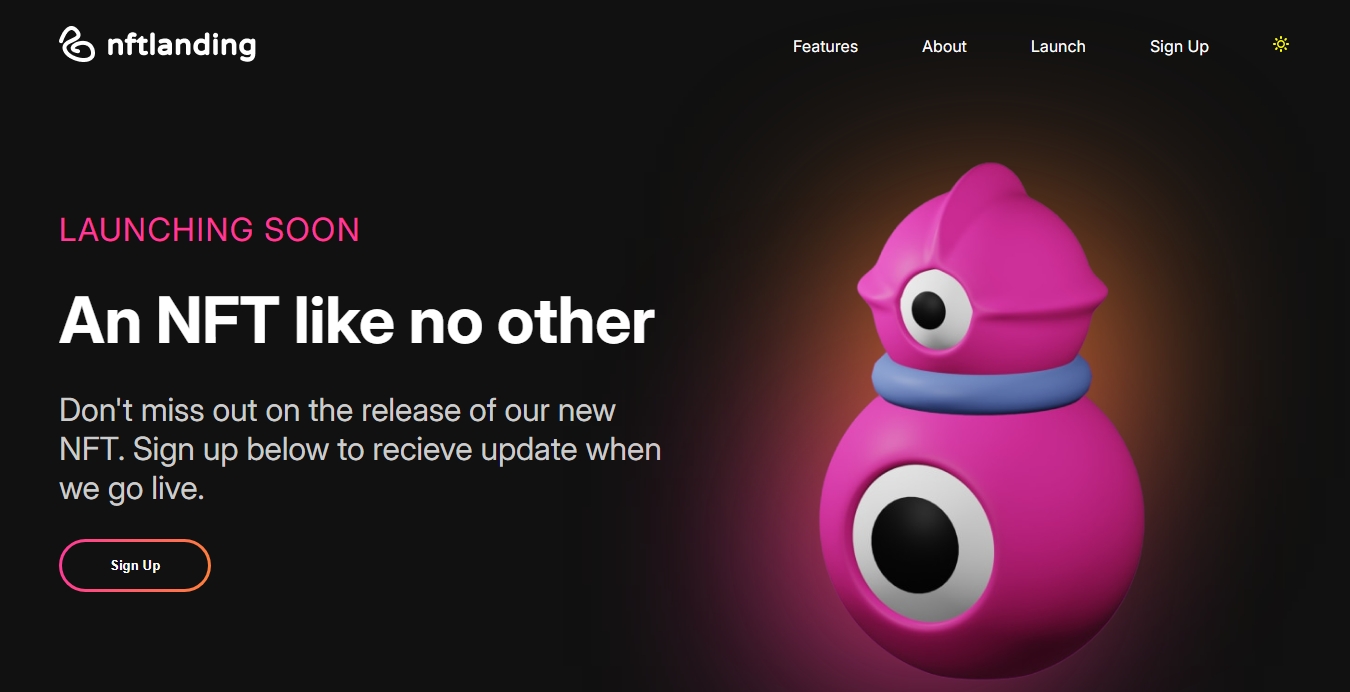 nftlanding
Features
About
Launch
Sign Up
LAUNCHING SOON
An NFT like no other
Don't miss out on the release of our new
NFT. Sign up below to recieve update when
we go live.
Sign Up